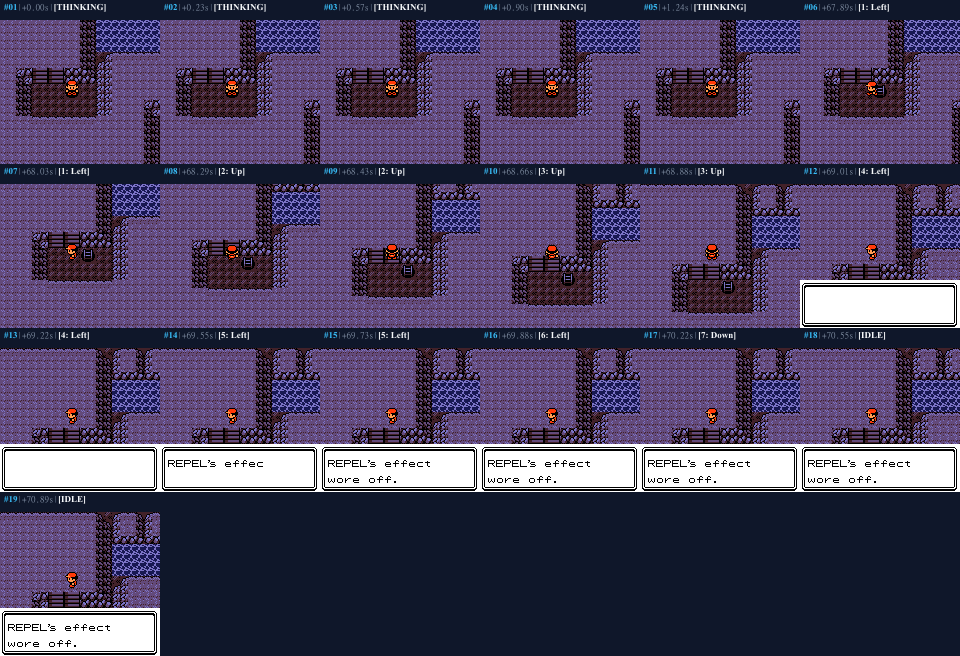 #01|+0.00s|[THINKING]
#02|+0.23s|[THINKING]
#03|+0.57s|[THINKING]
#04|+0.90s|[THINKING]
#05|+1.24s|[THINKING]
#06|+67.89s|[1: Left]
#07|+68.03s|[1: Left]
#08|+68.29s|[2: Up]
#09|+68.43s|[2: Up]
#10|+68.66s|[3: Up]
#11|+68.88s|[3: Up]
#12|+69.01s|[4: Left]
#13|+69.22s|[4: Left]
#14|+69.55s|[5: Left]
#15|+69.73s|[5: Left]
#16|+69.88s|[6: Left]
#17|+70.22s|[7: Down]
#18|+70.55s|[IDLE]
REPEL's effec
REPEL's effect
wore off.
REPEL's effect
wore off.
REPEL's effect
wore off.
REPEL's effect
wore off.
#19|+70.89s|[IDLE]
REPEL's effect
wore off.